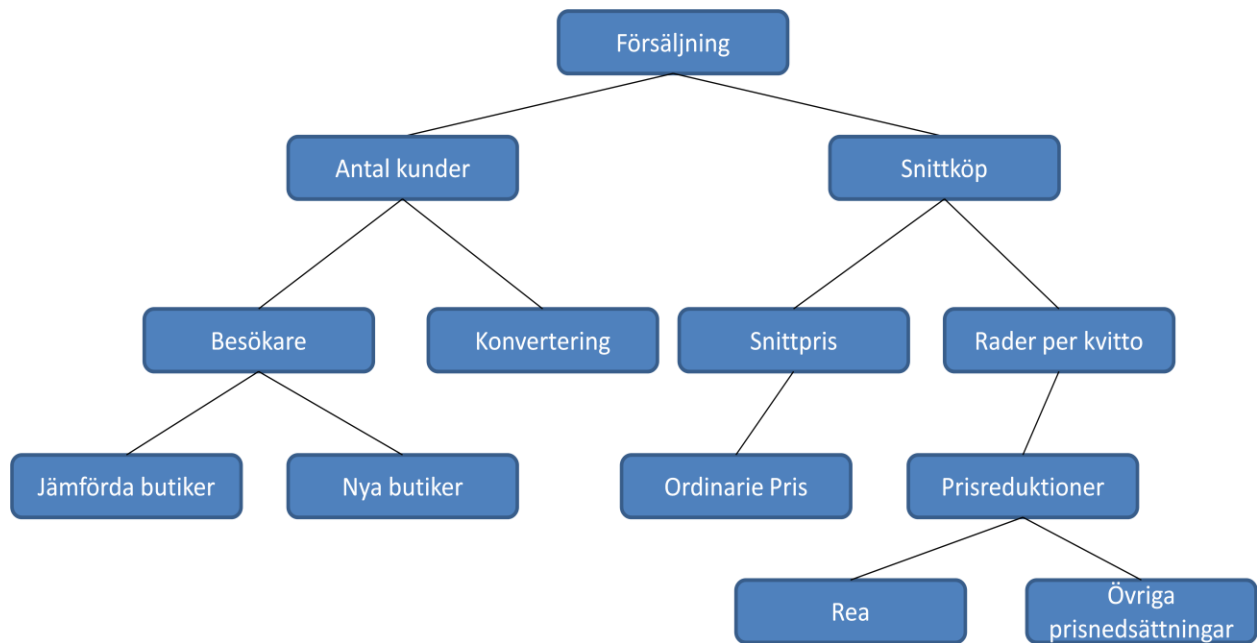 Försäljning
Antal kunder
Snittköp
Besökare
Konvertering
Snittpris
Rader per kvitto
Jämförda butiker
Nya butiker
Ordinarie Pris
Prisreduktioner
Rea
Övriga
prisnedsättningar